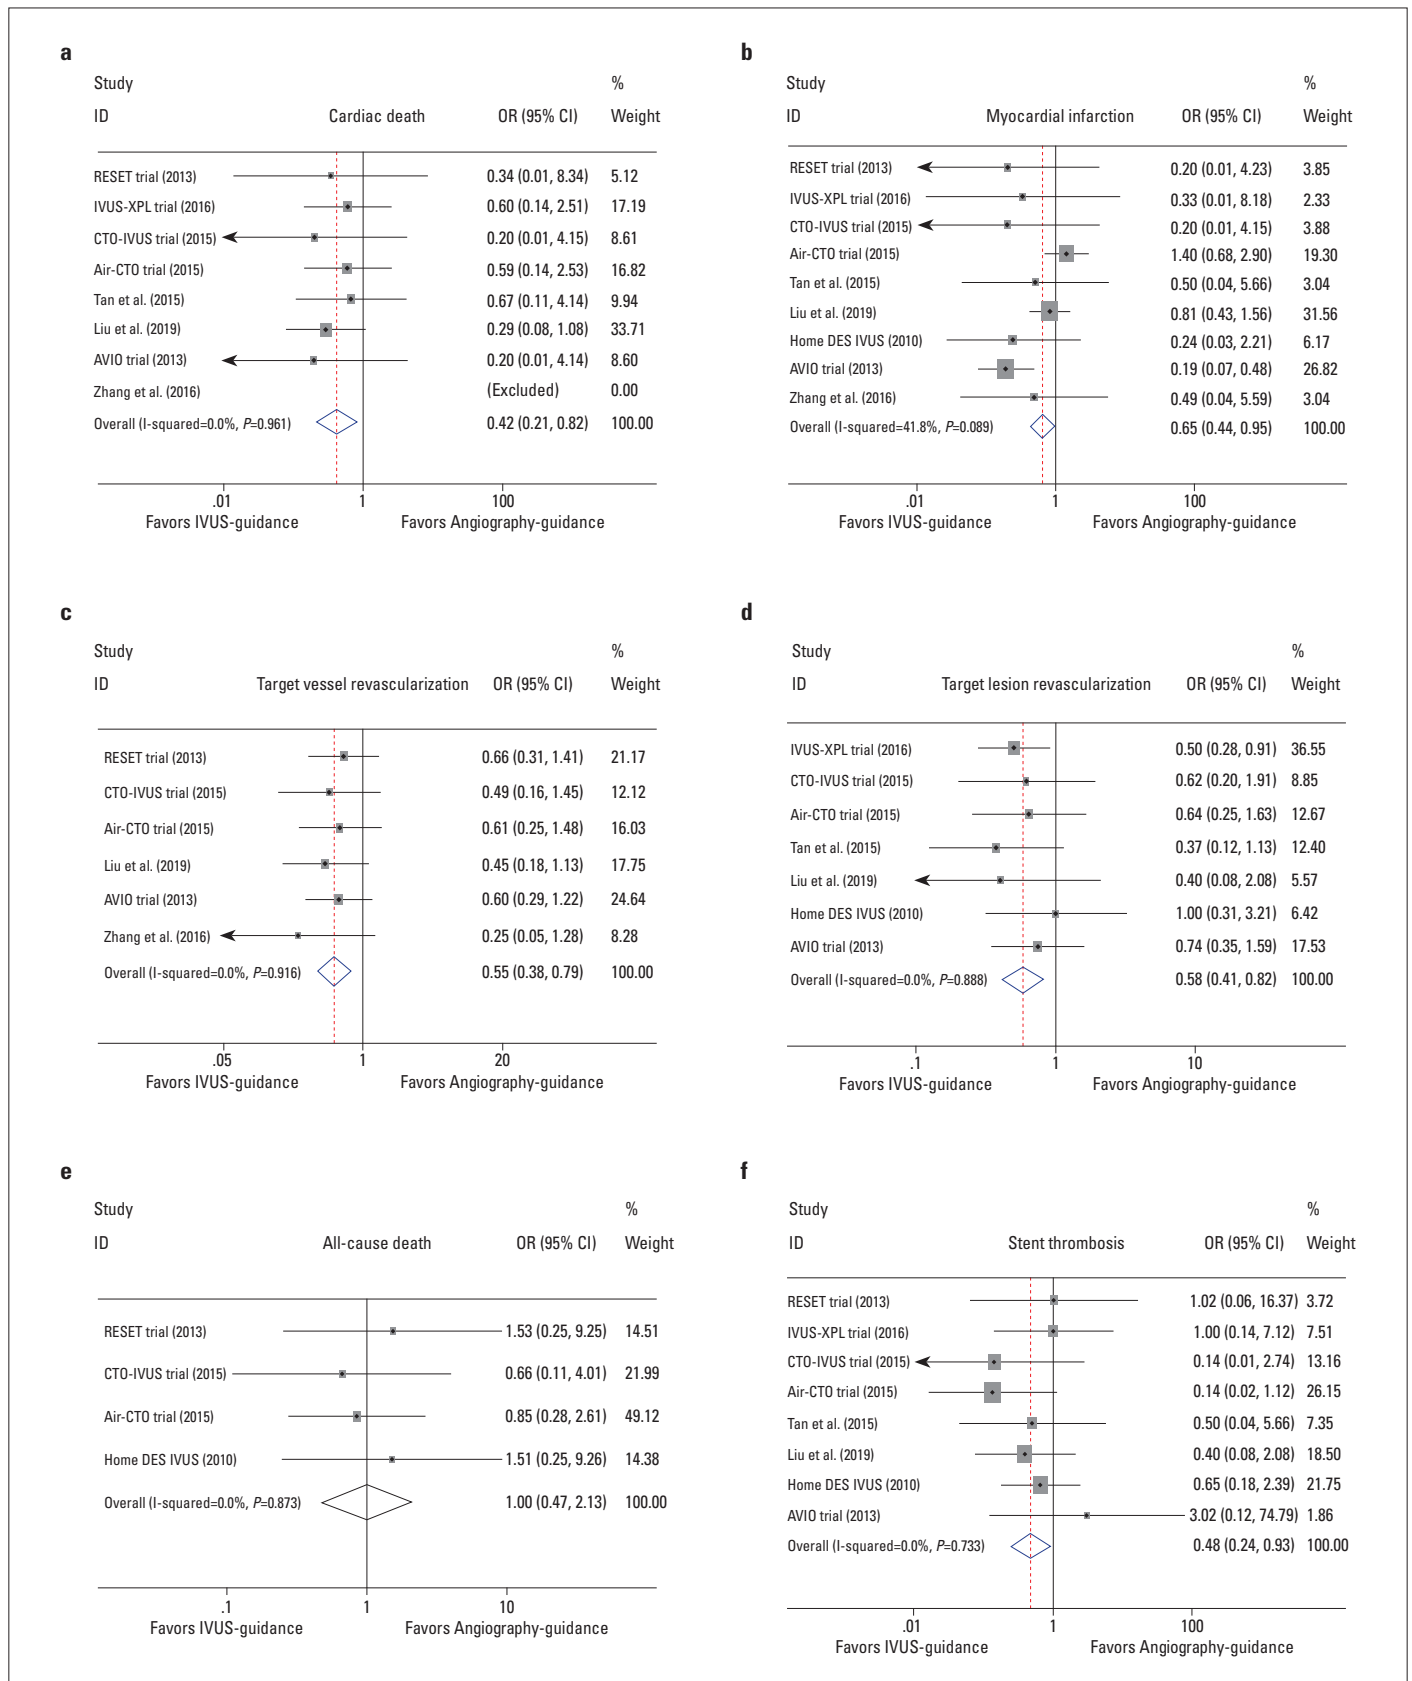 a
Study %
ID Cardiac death OR (95% CI) Weight
RESET trial (2013) 0.34 (0.01, 8.34) 5.12
IVUS-XPL trial (2016) 0.60 (0.14, 2.51) 17.19
CTO-IVUS trial (2015) 0.20 (0.01, 4.15) 8.61
Air-CTO trial (2015) 0.59 (0.14, 2.53) 16.82
Tan et al. (2015) 0.67 (0.11, 4.14) 9.94
Liu et al. (2019) 0.29 (0.08, 1.08) 33.71
AVIO trial (2013) 0.20 (0.01, 4.14) 8.60
Zhang et al. (2016) (Excluded) 0.00
Overall (I-squared=0.0%, P=0.961) 0.42 (0.21, 0.82) 100.00
.01 1 100
Favors IVUS-guidance Favors Angiography-guidance
b
Study %
ID Myocardial infarction OR (95% CI) Weight
RESET trial (2013) 0.20 (0.01, 4.23) 3.85
IVUS-XPL trial (2016) 0.33 (0.01, 8.18) 2.33
CTO-IVUS trial (2015) 0.20 (0.01, 4.15) 3.88
Air-CTO trial (2015) 1.40 (0.68, 2.90) 19.30
Tan et al. (2015) 0.50 (0.04, 5.66) 3.04
Liu et al. (2019) 0.81 (0.43, 1.56) 31.56
Home DES IVUS (2010) 0.24 (0.03, 2.21) 6.17
AVIO trial (2013) 0.19 (0.07, 0.48) 26.82
Zhang et al. (2016) 0.49 (0.04, 5.59) 3.04
Overall (I-squared=41.8%, P=0.089) 0.65 (0.44, 0.95) 100.00
.01 1 100
Favors IVUS-guidance Favors Angiography-guidance
c
Study %
ID Target vessel revascularization OR (95% CI) Weight
RESET trial (2013) 0.66 (0.31, 1.41) 21.17
CTO-IVUS trial (2015) 0.49 (0.16, 1.45) 12.12
Air-CTO trial (2015) 0.61 (0.25, 1.48) 16.03
Liu et al. (2019) 0.45 (0.18, 1.13) 17.75
AVIO trial (2013) 0.60 (0.29, 1.22) 24.64
Zhang et al. (2016) 0.25 (0.05, 1.28) 8.28
Overall (I-squared=0.0%, P=0.916) 0.55 (0.38, 0.79) 100.00
.05 1 20
Favors IVUS-guidance Favors Angiography-guidance
d
Study %
ID Target lesion revascularization OR (95% CI) Weight
IVUS-XPL trial (2016) 0.50 (0.28, 0.91) 36.55
CTO-IVUS trial (2015) 0.62 (0.20, 1.91) 8.85
Air-CTO trial (2015) 0.64 (0.25, 1.63) 12.67
Tan et al. (2015) 0.37 (0.12, 1.13) 12.40
Liu et al. (2019) 0.40 (0.08, 2.08) 5.57
Home DES IVUS (2010) 1.00 (0.31, 3.21) 6.42
AVIO trial (2013) 0.74 (0.35, 1.59) 17.53
Overall (I-squared=0.0%, P=0.888) 0.58 (0.41, 0.82) 100.00
.1 1 10
Favors IVUS-guidance Favors Angiography-guidance
e
Study %
ID All-cause death OR (95% CI) Weight
RESET trial (2013) 1.53 (0.25, 9.25) 14.51
CTO-IVUS trial (2015) 0.66 (0.11, 4.01) 21.99
Air-CTO trial (2015) 0.85 (0.28, 2.61) 49.12
Home DES IVUS (2010) 1.51 (0.25, 9.26) 14.38
Overall (I-squared=0.0%, P=0.873) 1.00 (0.47, 2.13) 100.00
.1 1 10
Favors IVUS-guidance Favors Angiography-guidance
f
Study %
ID Stent thrombosis OR (95% CI) Weight
RESET trial (2013) 1.02 (0.06, 16.37) 3.72
IVUS-XPL trial (2016) 1.00 (0.14, 7.12) 7.51
CTO-IVUS trial (2015) 0.14 (0.01, 2.74) 13.16
Air-CTO trial (2015) 0.14 (0.02, 1.12) 26.15
Tan et al. (2015) 0.50 (0.04, 5.66) 7.35
Liu et al. (2019) 0.40 (0.08, 2.08) 18.50
Home DES IVUS (2010) 0.65 (0.18, 2.39) 21.75
AVIO trial (2013) 3.02 (0.12, 74.79) 1.86
Overall (I-squared=0.0%, P=0.733) 0.48 (0.24, 0.93) 100.00
.01 1 100
Favors IVUS-guidance Favors Angiography-guidance